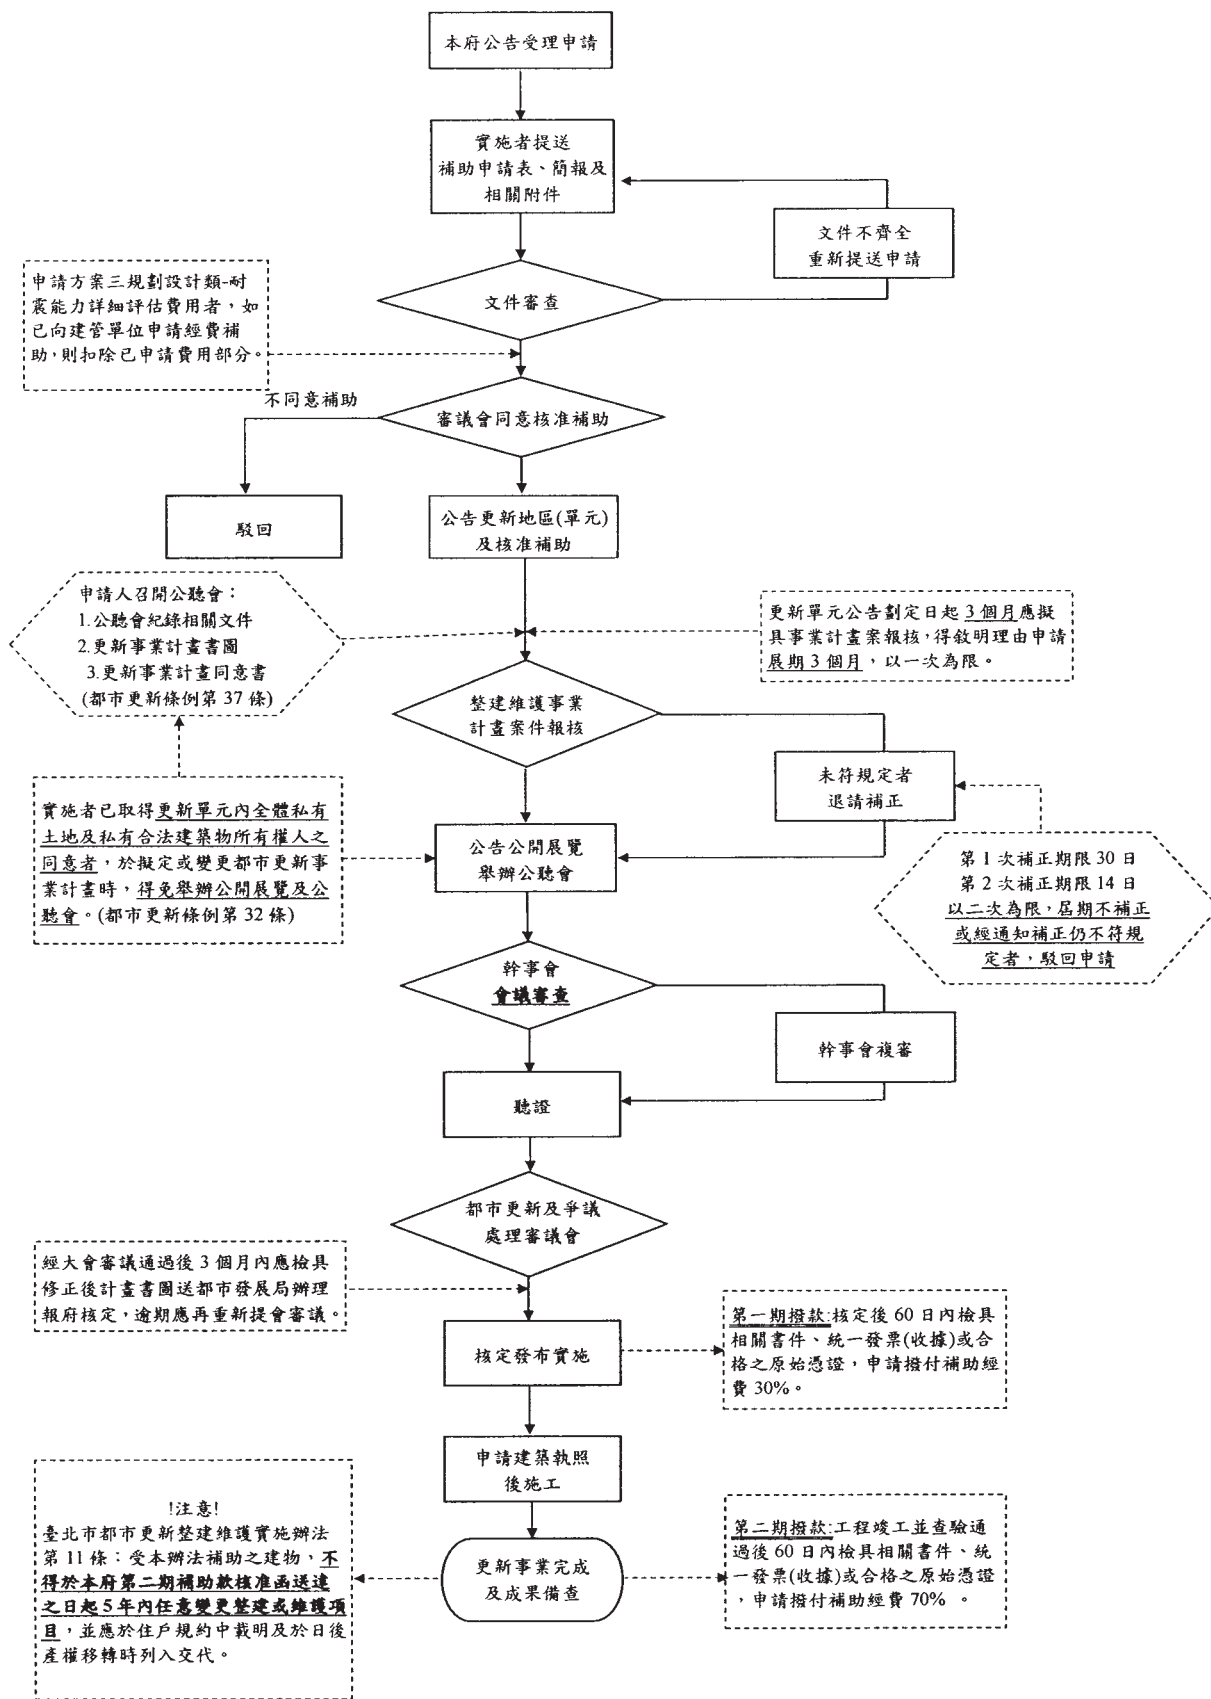 本府公告受理申請
實施者提送
補助申請表、簡報及
相關附件
文件不齊全
重新提送申請
申請方案三規劃設計類-耐
震能力詳細評估費用者，如
已向建管單位申請經費補
助，則扣除已申請費用部分。
文件審查
不同意補助
審議會同意核准補助
駁回
公告更新地區(單元)
及核准補助
申請人召開公聽會：
1.公聽會紀錄相關文件
2.更新事業計畫書圖
3.更新事業計畫同意書
(都市更新條例第 37 條)
更新單元公告劃定日起 3 個月應擬
具事業計畫案報核，得敘明理由申請
展期 3 個月，以一次為限。
整建維護事業
計畫案件報核
未符規定者
退請補正
實施者已取得更新單元內全體私有
土地及私有合法建築物所有權人之
同意者，於擬定或變更都市更新事
業計畫時，得免舉辦公開展覽及公
聽會。(都市更新條例第 32 條)
公告公開展覽
舉辦公聽會
第 1 次補正期限 30 日
第 2 次補正期限 14 日
以二次為限，屆期不補正
或經通知補正仍不符規
定者，駁回申請
幹事會
會議審查
幹事會複審
聽證
都市更新及爭議
處理審議會
經大會審議通過後 3 個月內應檢具
修正後計畫書圖送都市發展局辦理
報府核定，逾期應再重新提會審議。
核定發布實施
第一期撥款:核定後 60 日內檢具
相關書件、統一發票(收據)或合
格之原始憑證，申請撥付補助經
費 30%。
申請建築執照
後施工
!注意!
臺北市都市更新整建維護實施辦法
第 11 條：受本辦法補助之建物，不
得於本府第二期補助款核准函送達
之日起 5 年內任意變更整建或維護項
目，並應於住戶規約中載明及於日後
產權移轉時列入交代。
更新事業完成
及成果備查
第二期撥款:工程竣工並查驗通
過後 60 日內檢具相關書件、統
一發票(收據)或合格之原始憑證
，申請撥付補助經費 70% 。